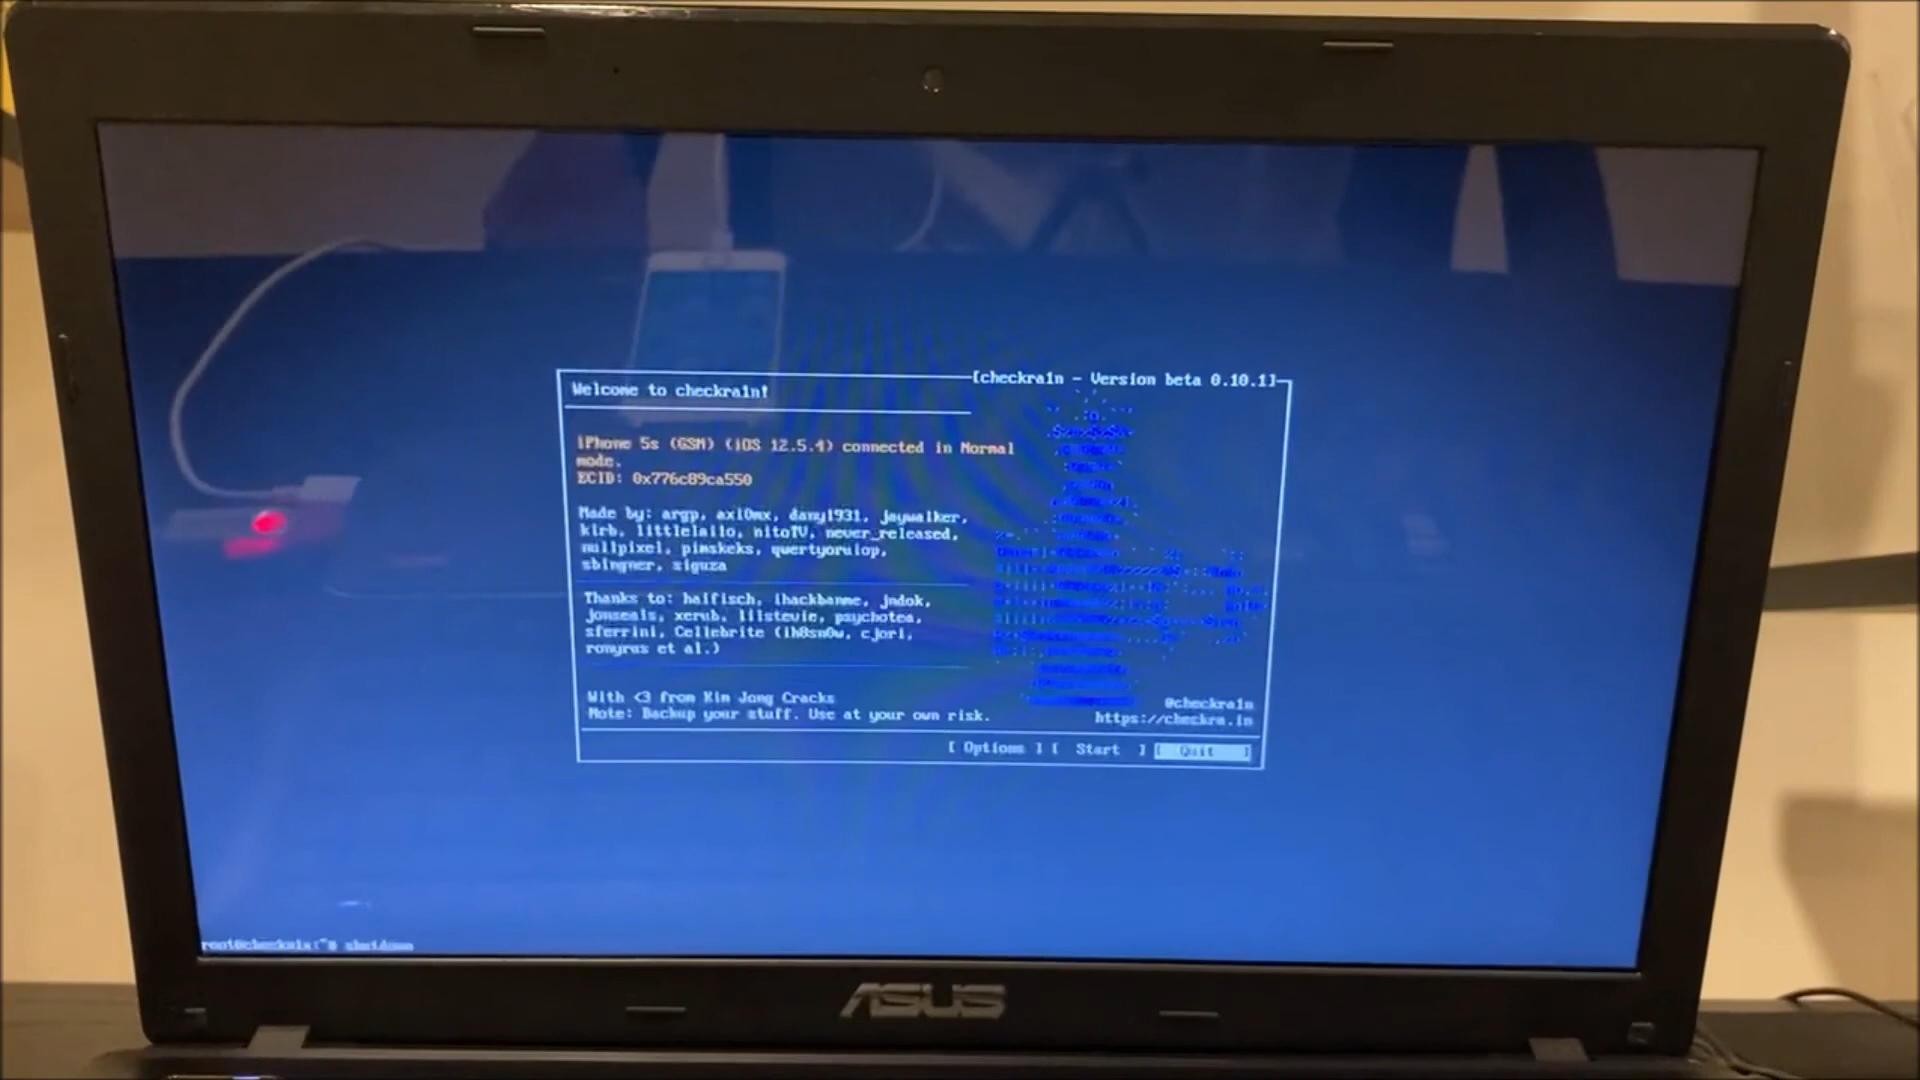 [checkra1n - Version beta 0.10.1]
Welcome to checkra1n!
iPhone 5s (GSM) (iOS 12.5.4) connected in Normal
mode.
ECID: 0x776c89ca550
Made by: argp, axi0mx, dany1931, jaywalker,
kirb, littlelailo, nitoTV, never_released,
nullpixel, pimskeks, qwertyoruiop,
sbingner, siguza
Thanks to: haifisch, ihackbanme, jndok,
jonseals, xerub, lilstevie, psychotea,
sferrini, Cellebrite (ih8sn0w, cjori,
ronyrus et al.)
With <3 from Kim Jong Cracks
Note: Backup your stuff. Use at your own risk.
@checkra1n
https://checkra.in
[ Options ] [ Start ] [ Quit ]
root@checkra1n:~# shutdown
ASUS